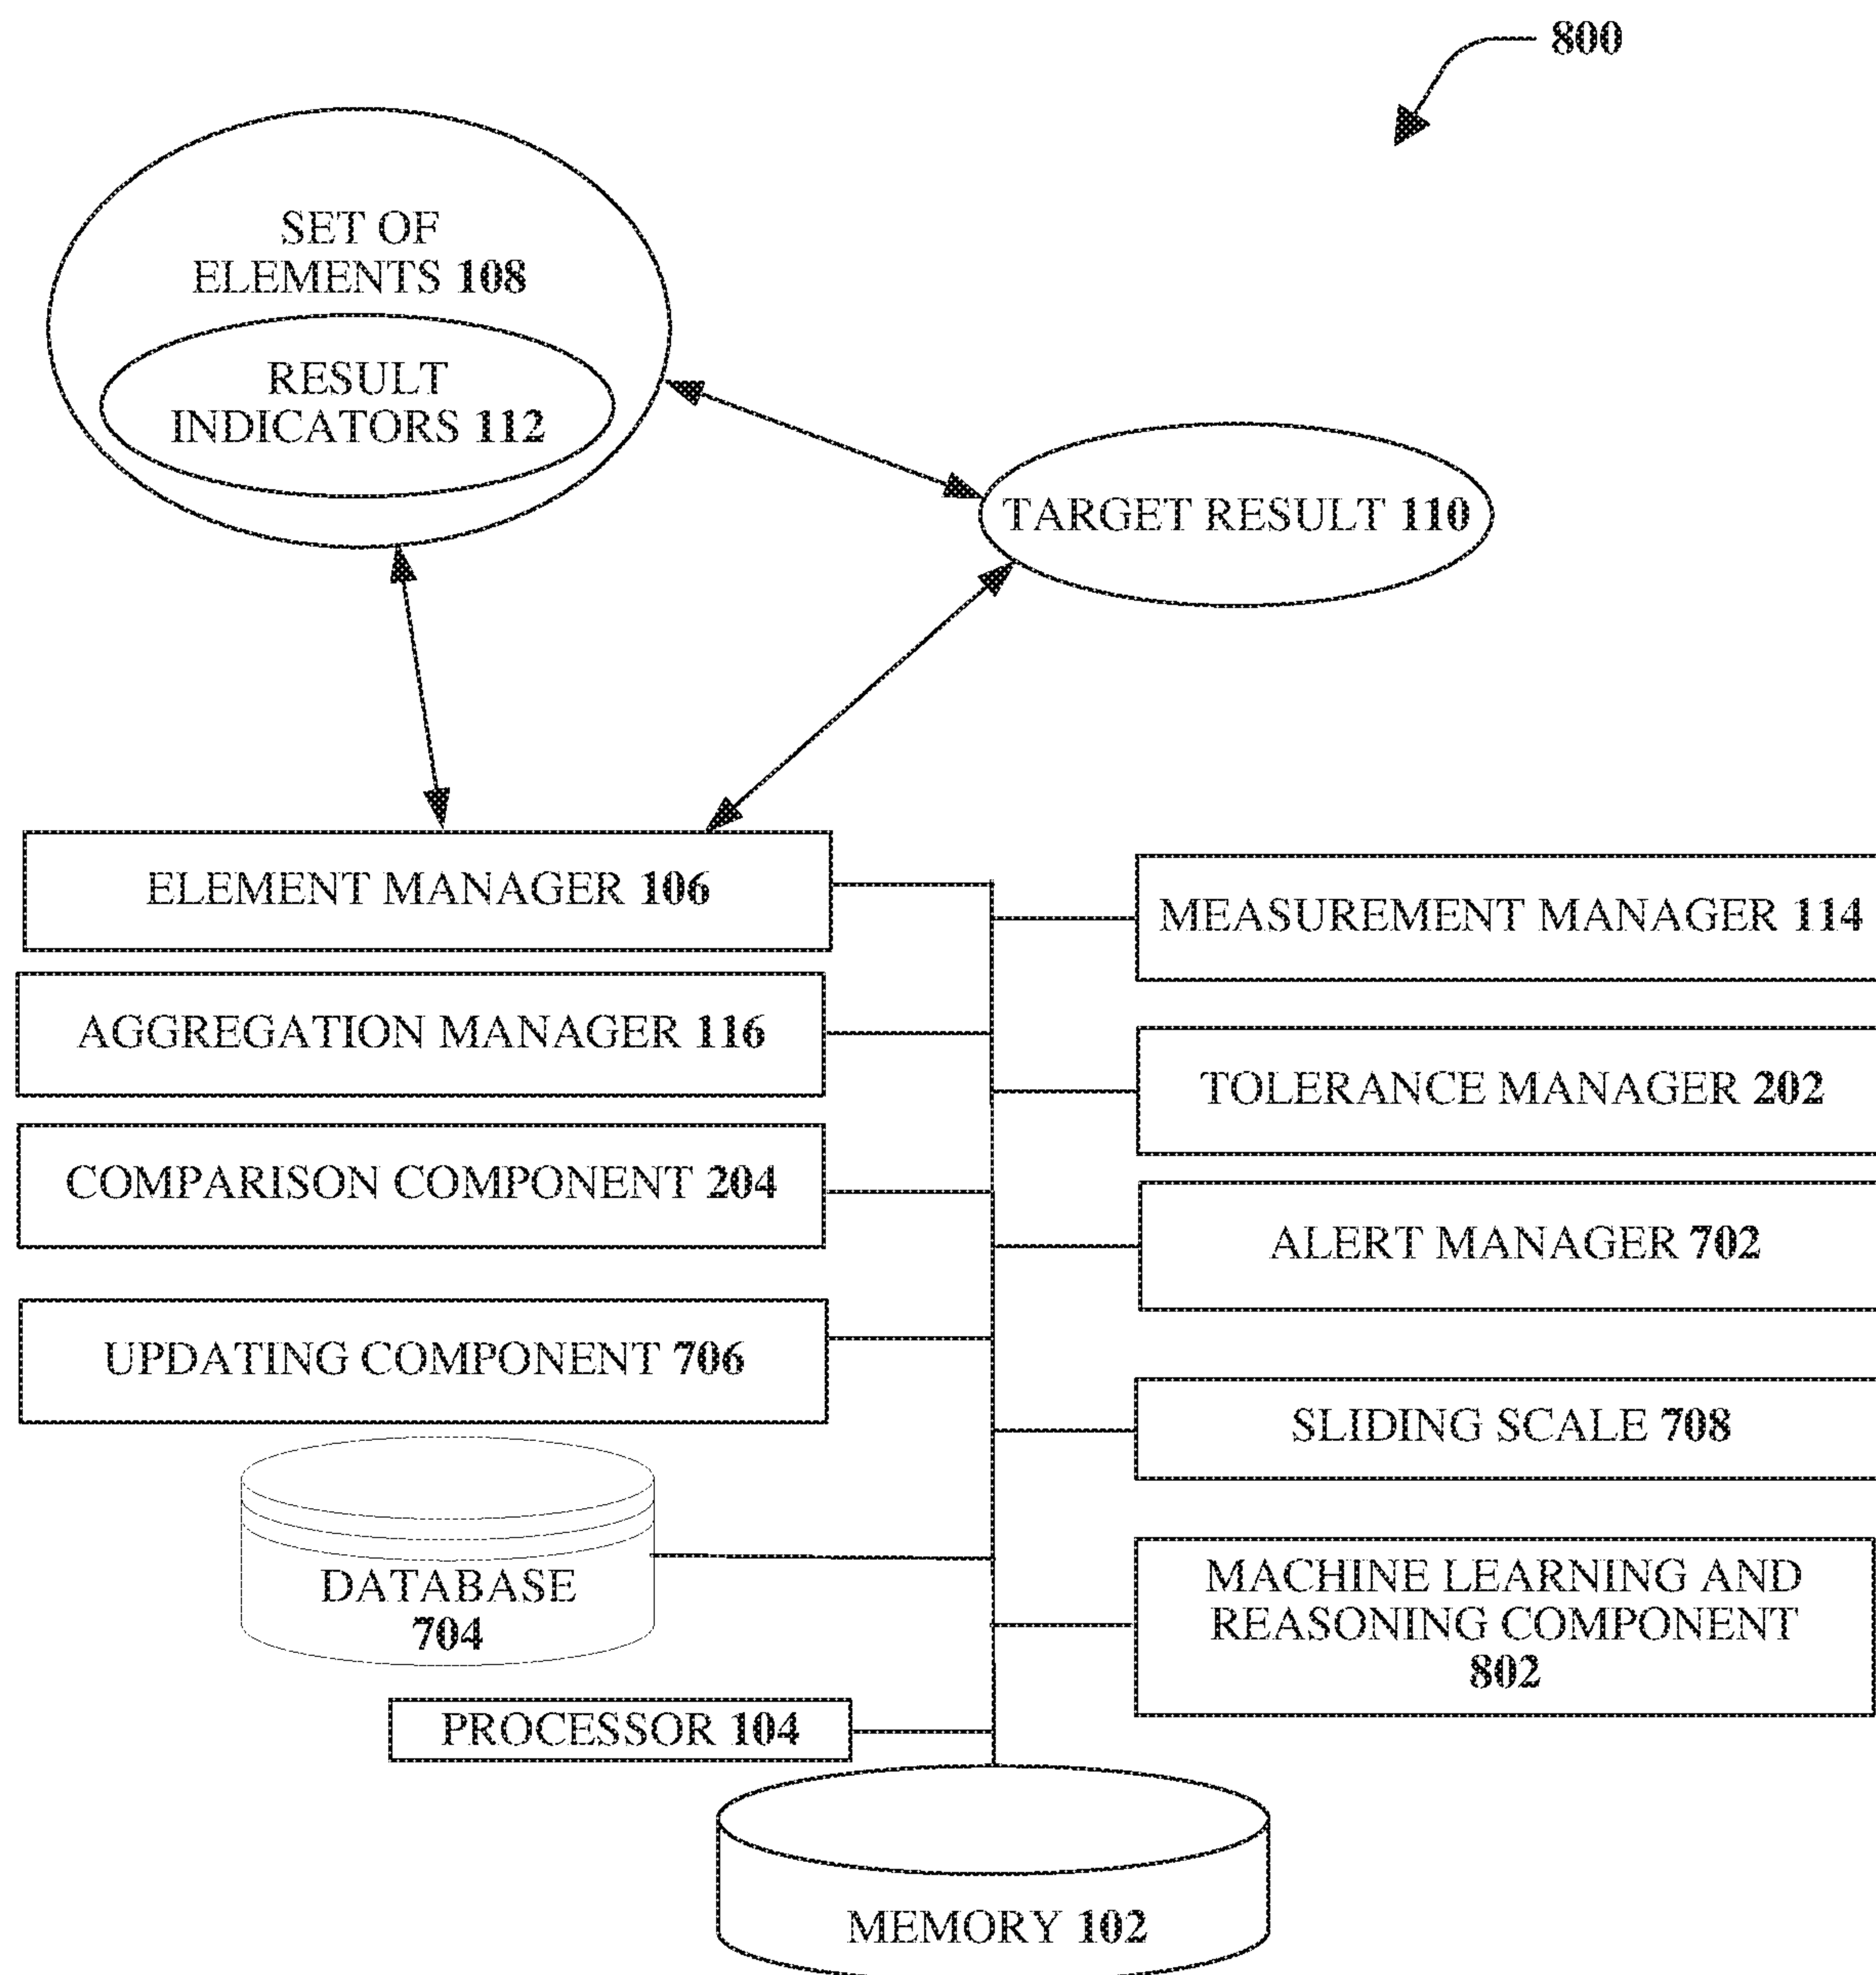 800
SET OF
ELEMENTS 108
RESULT
INDICATORS 112
TARGET RESULT 110
ELEMENT MANAGER 106
MEASUREMENT MANAGER 114
AGGREGATION MANAGER 116
TOLERANCE MANAGER 202
COMPARISON COMPONENT 204
ALERT MANAGER 702
UPDATING COMPONENT 706
SLIDING SCALE 708
DATABASE
704
MACHINE LEARNING AND
REASONING COMPONENT
802
PROCESSOR 104
MEMORY 102